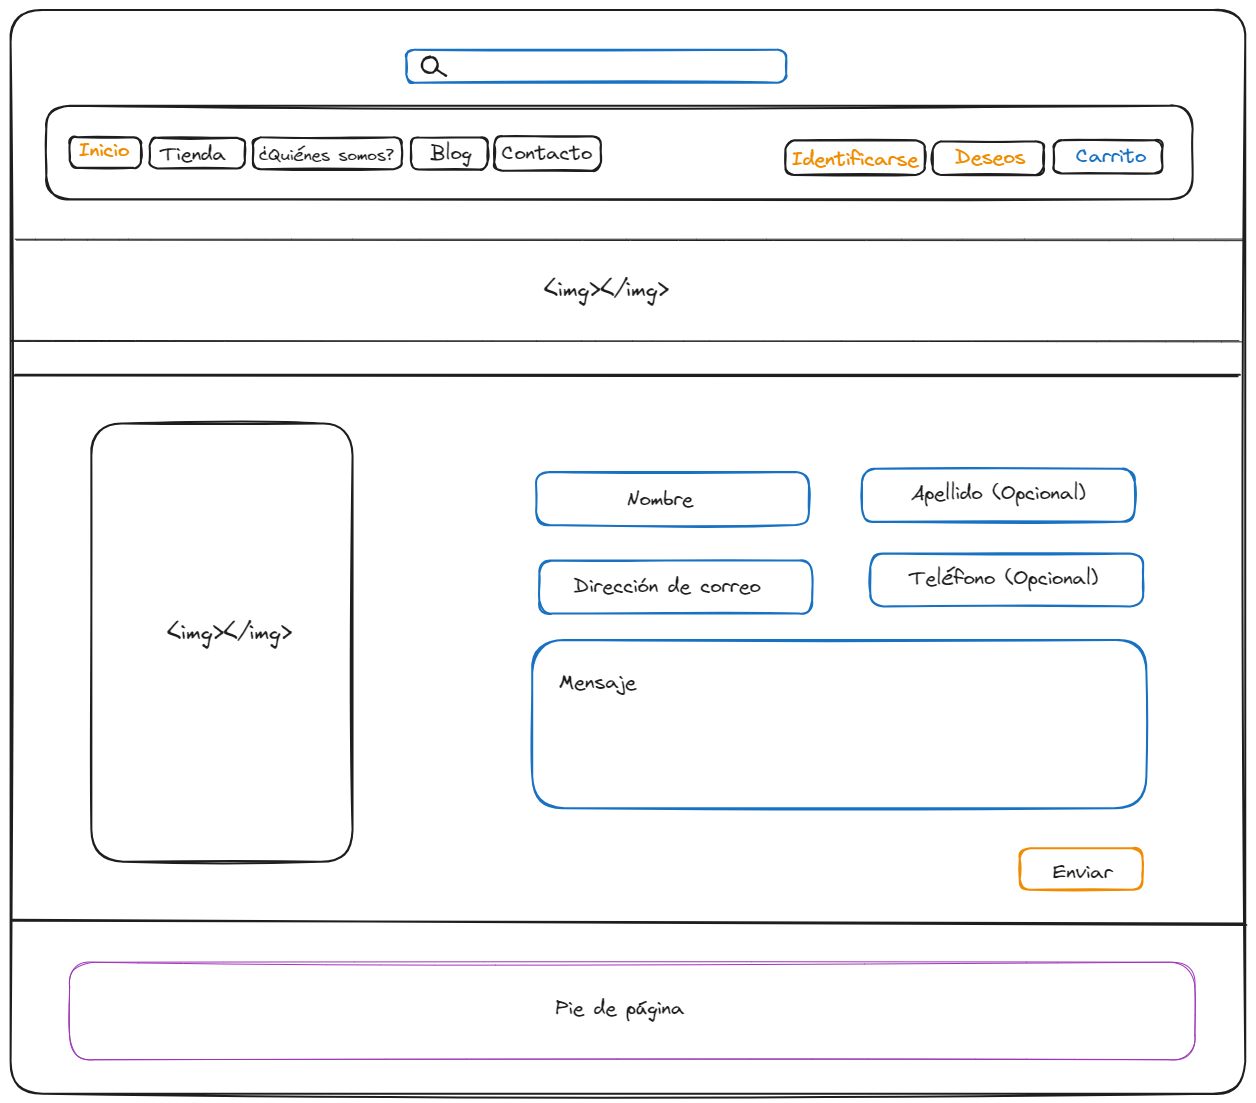 Inicio Tienda ¿Quiénes somos? Blog Contacto Identificarse Deseos Carrito
<img></img>
Nombre Apellido (Opcional)
Dirección de correo Teléfono (Opcional)
<img></img>
Mensaje
Enviar
Pie de página